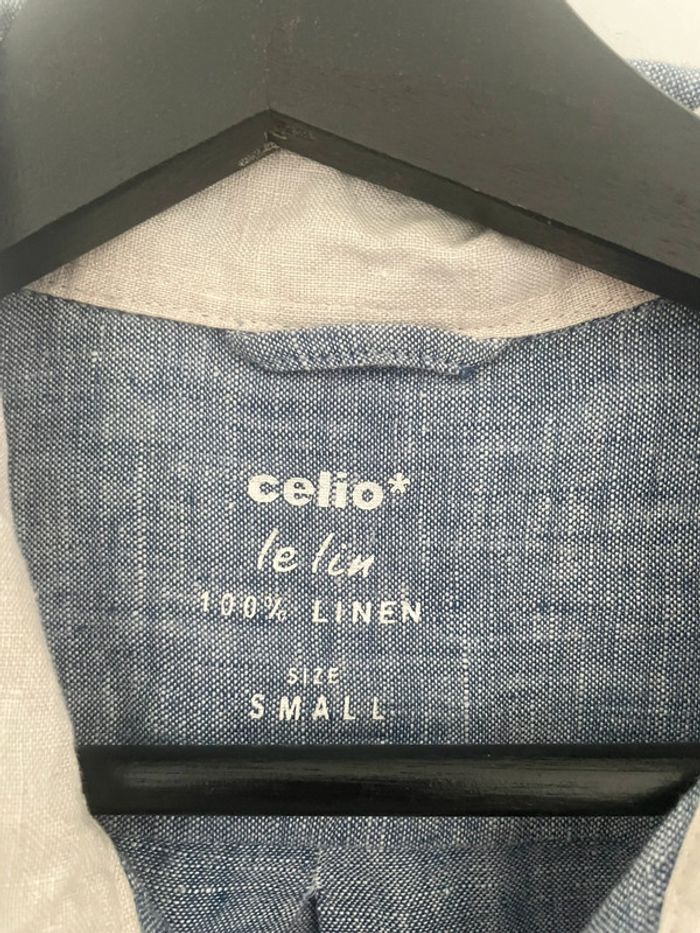 celio*
le lin
100% LINEN
SIZE
SMALL